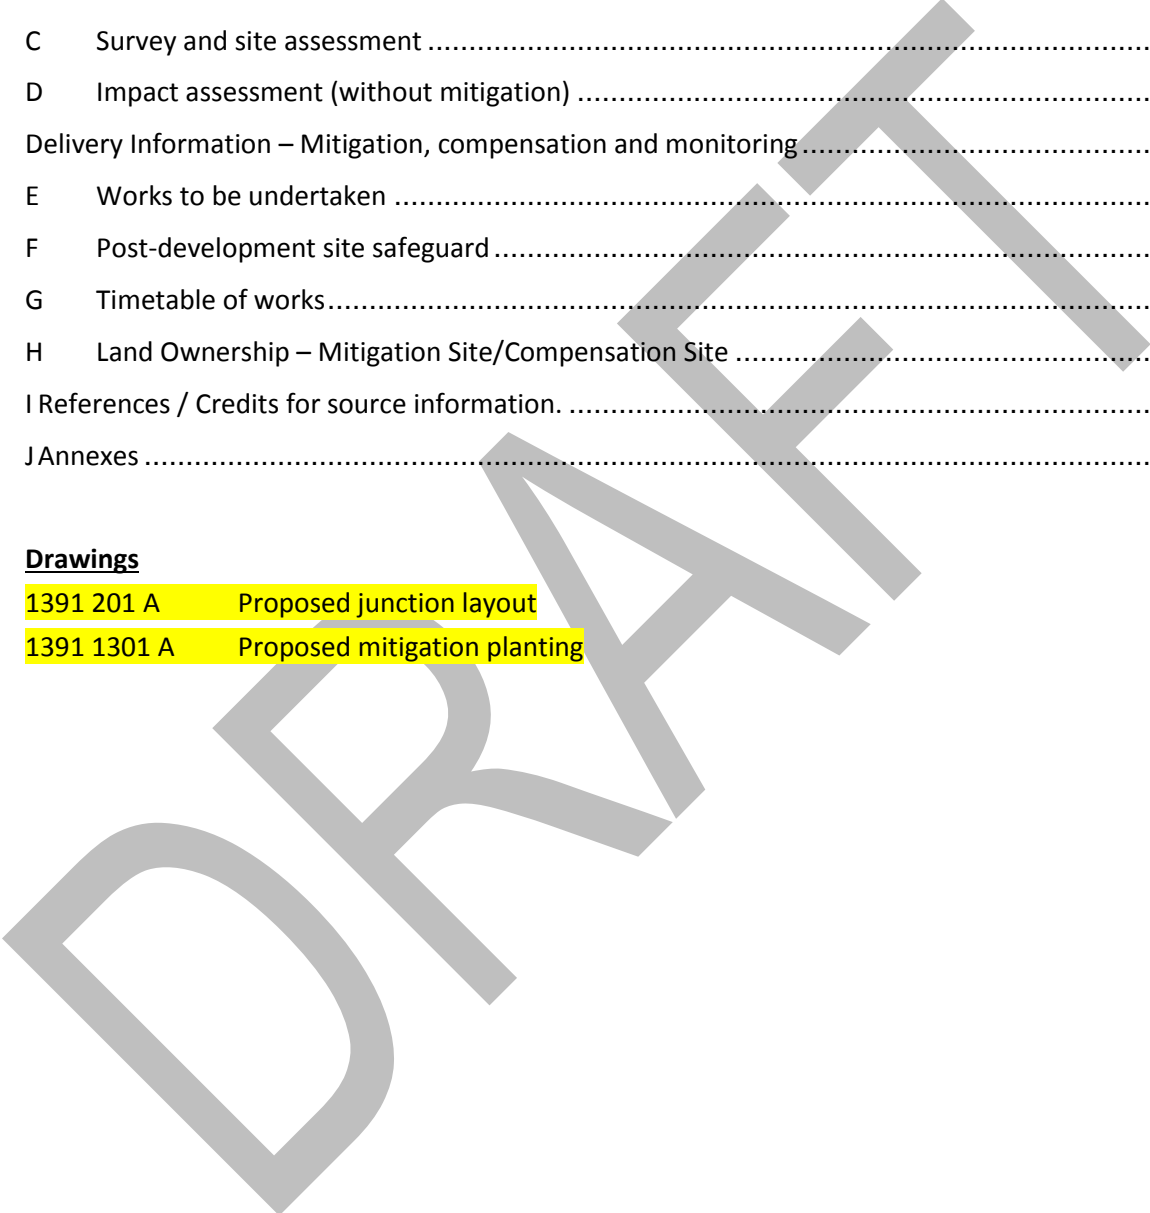 C Survey and site assessment ........................................................................................
D Impact assessment (without mitigation) ......................................................................
Delivery Information – Mitigation, compensation and monitoring ...........................................
E Works to be undertaken ............................................................................................
F Post-development site safeguard ................................................................................
G Timetable of works ....................................................................................................
H Land Ownership – Mitigation Site/Compensation Site ..................................................
I References / Credits for source information. ......................................................................
J Annexes ..........................................................................................................................
Drawings
1391 201 A Proposed junction layout
1391 1301 A Proposed mitigation planting
DRAFT